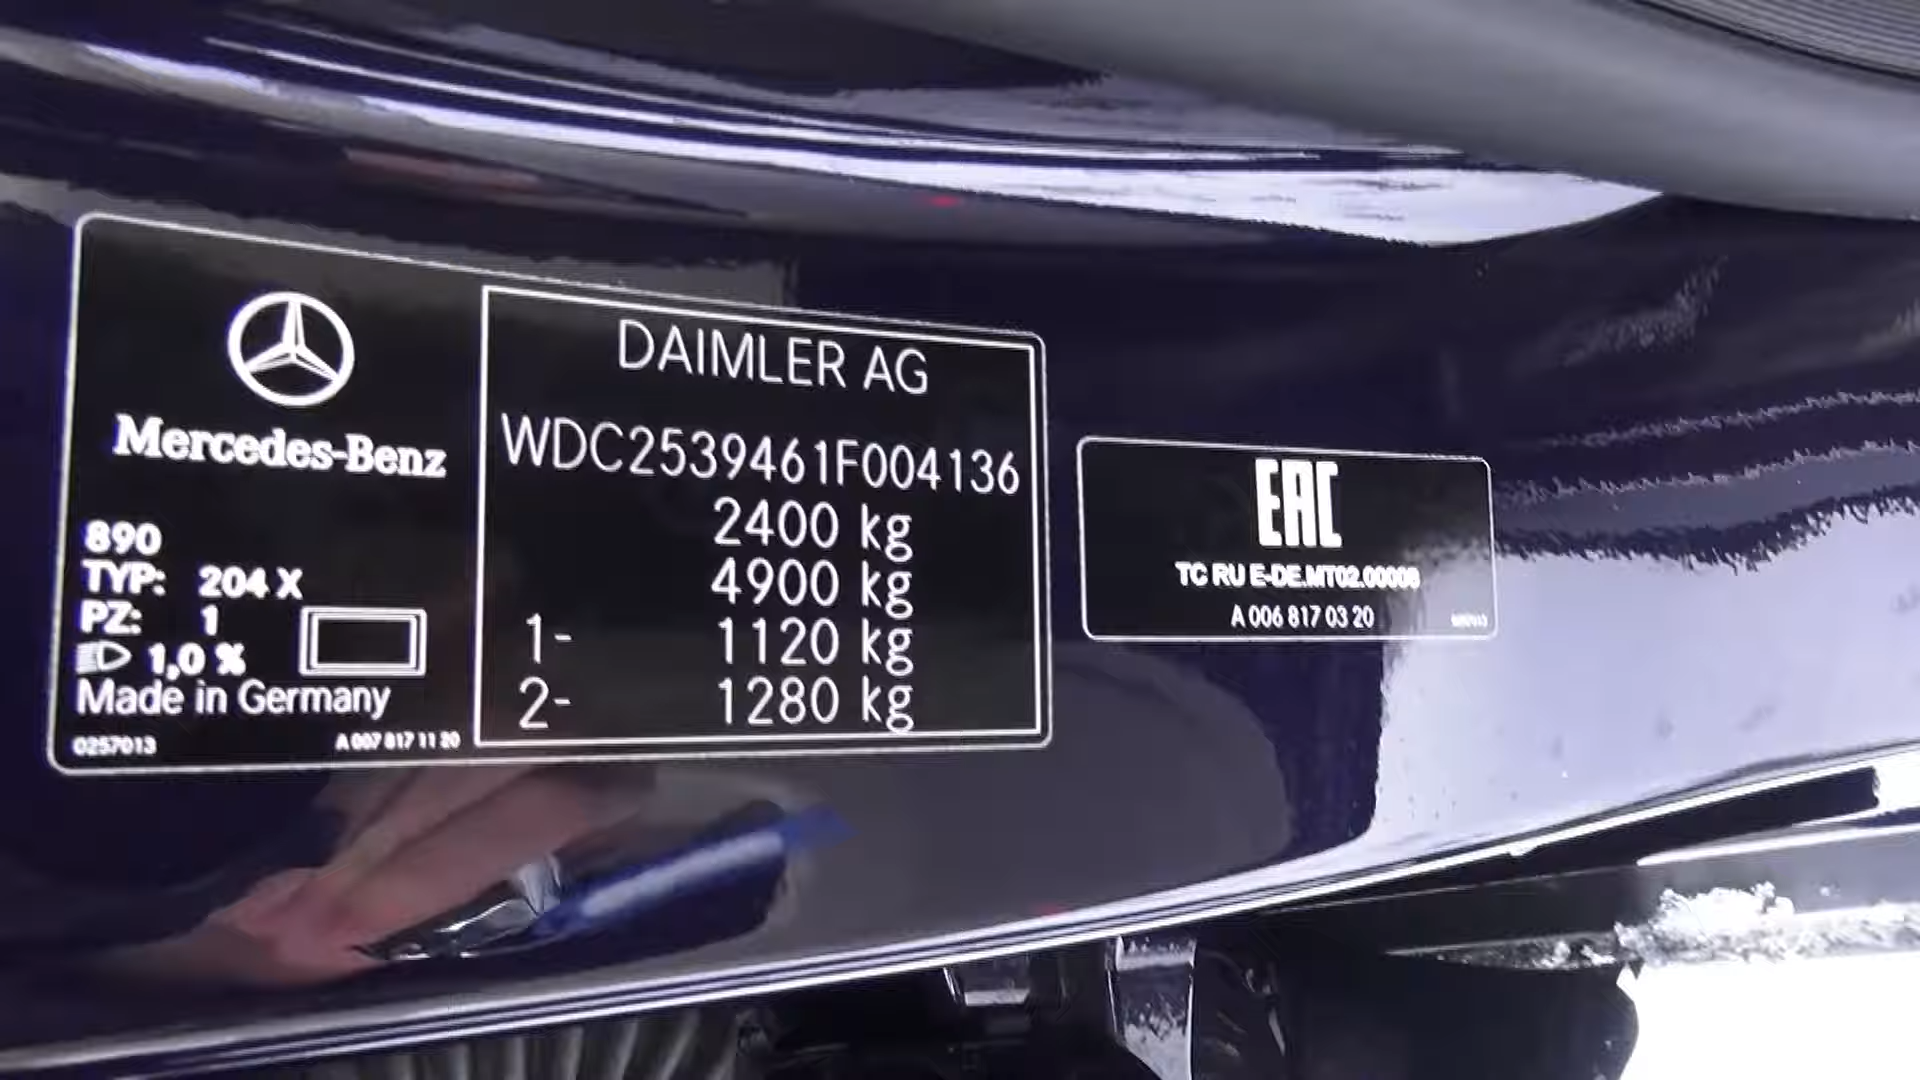 Mercedes-Benz
890
TYP: 204 X
PZ: 1
1,0 %
Made in Germany
0257013
A 007 817 11 20
DAIMLER AG
WDC2539461F004136
2400 kg
4900 kg
1- 1120 kg
2- 1280 kg
EAC
TC RU E-DE.MT02.00008
A 006 817 03 20